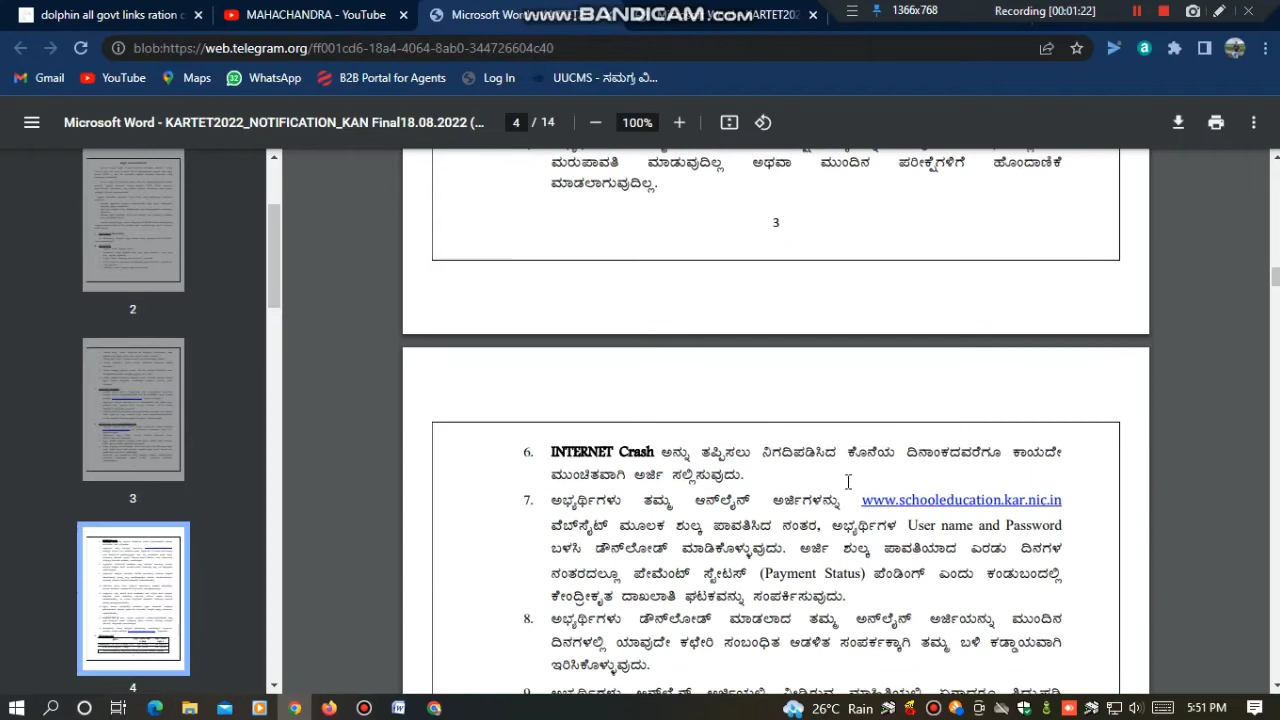 dolphin all govt links ration c
MAHACHANDRA - YouTube
Microsoft Wor
www.BANDICAM.com
KARTET202
1366x768
Recording [00:01:22]
blob:https://web.telegram.org/ff001cd6-18a4-4064-8ab0-344726604c40
Gmail
YouTube
Maps
WhatsApp
B2B Portal for Agents
Log In
UUCMS - ಸಮಗ್ರ ವಿ...
Microsoft Word - KARTET2022_NOTIFICATION_KAN Final18.08.2022 (...
4 / 14
100%
2
3
4
ಮರುಪಾವತಿ ಮಾಡುವುದಿಲ್ಲ ಅಥವಾ ಮುಂದಿನ ಪರೀಕ್ಷೆಗಳಿಗೆ ಹೊಂದಾಣಿಕೆ
ಮಾಡಲಾಗುವುದಿಲ್ಲ.
3
6. INTERNET Crash ಅನ್ನು ತಪ್ಪಿಸಲು ನಿಗದಿಪಡಿಸಿದ ಕೊನೆಯ ದಿನಾಂಕದವರೆಗೂ ಕಾಯದೇ
ಮುಂಚಿತವಾಗಿ ಅರ್ಜಿ ಸಲ್ಲಿಸುವುದು.
7. ಅಭ್ಯರ್ಥಿಗಳು ತಮ್ಮ ಆನ್‌ಲೈನ್ ಅರ್ಜಿಗಳನ್ನು www.schooleducation.kar.nic.in
ವೆಬ್‌ಸೈಟ್ ಮೂಲಕ ಶುಲ್ಕ ಪಾವತಿಸಿದ ನಂತರ, ಅಭ್ಯರ್ಥಿಗಳ User name and Password
ಬಳಸಿ ಡೌನ್‌ಲೋಡ್ ಮಾಡಿಕೊಳ್ಳುವುದು. ಅರ್ಜಿ ಶುಲ್ಕ ಪಾವತಿಯಾದ ಎರಡು ದಿನಗಳ
ನಂತರದಲ್ಲೂ ಪೇಮೆಂಟ್ ಸ್ಟೇಟಸ್ (Payment Status) ಪೆಂಡಿಂಗ್ ಎಂದು ಕಂಡುಬಂದಲ್ಲಿ
ಕೇಂದ್ರೀಕೃತ ದಾಖಲಾತಿ ಘಟಕವನ್ನು ಸಂಪರ್ಕಿಸುವುದು.
8. ಅಭ್ಯರ್ಥಿಗಳು ಡೌನ್‌ಲೋಡ್ ಮಾಡಲಾದ ತಮ್ಮ ಆನ್‌ಲೈನ್ ಅರ್ಜಿಯನ್ನು ಮುಂದಿನ
ದಿನಗಳಲ್ಲಿ ಯಾವುದೇ ಕಛೇರಿ ಸಂಬಂಧಿತ ಆಡಳಿತ ಸಂಪರ್ಕಕ್ಕಾಗಿ ತಮ್ಮ ಬಳಿ ಕಡ್ಡಾಯವಾಗಿ
ಇರಿಸಿಕೊಳ್ಳುವುದು.
26°C Rain
5:51 PM